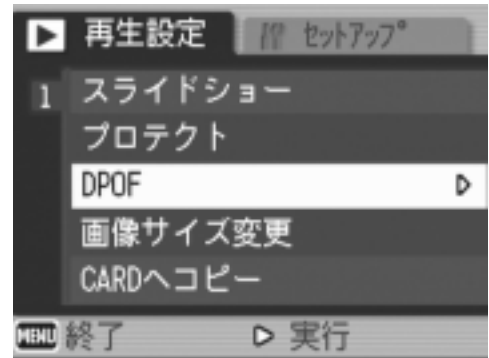 再生設定 セットアップ
1 スライドショー
プロテクト
DPOF
画像サイズ変更
CARDへコピー
MENU 終了 実行